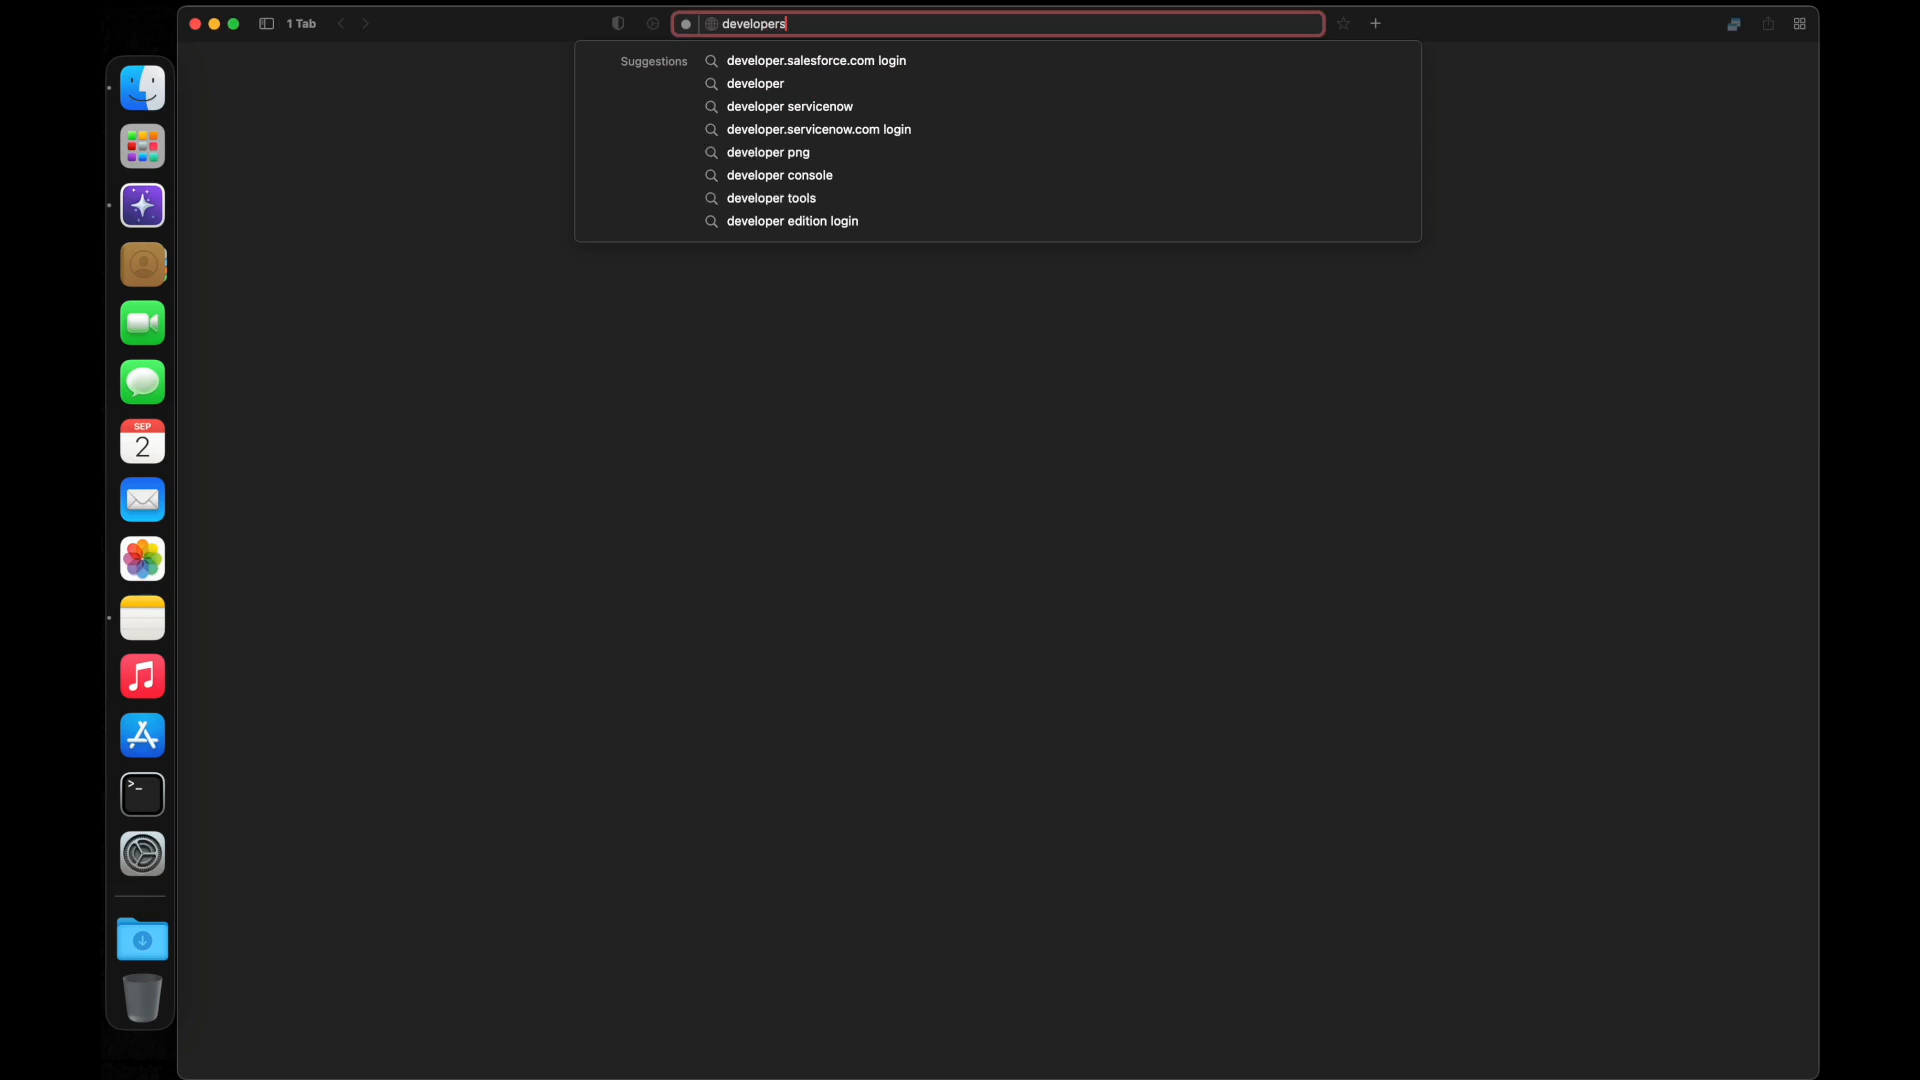 1 Tab
developers
Suggestions
developer.salesforce.com login
developer
developer servicenow
developer.servicenow.com login
developer png
developer console
developer tools
developer edition login
SEP
2
>_